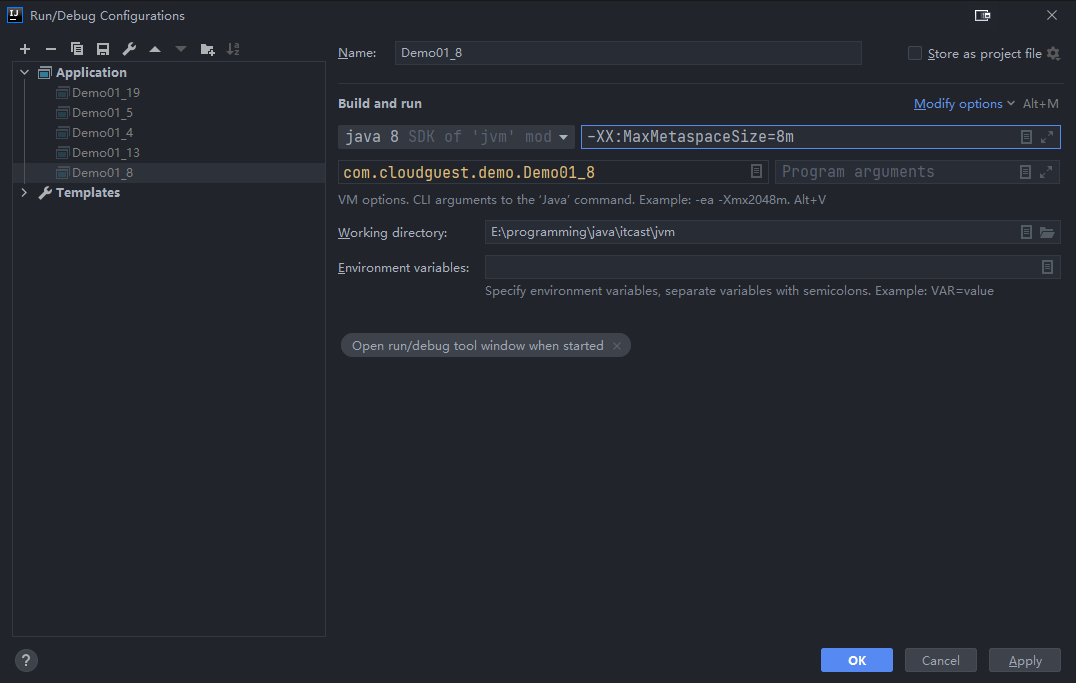 IJ Run/Debug Configurations
Application
Demo01_19
Demo01_5
Demo01_4
Demo01_13
Demo01_8
Templates
Name: Demo01_8 Store as project file
Build and run Modify options Alt+M
java 8 SDK of 'jvm' mod -XX:MaxMetaspaceSize=8m
com.cloudguest.demo.Demo01_8 Program arguments
VM options. CLI arguments to the 'Java' command. Example: -ea -Xmx2048m. Alt+V
Working directory: E:\programming\java\itcast\jvm
Environment variables:
Specify environment variables, separate variables with semicolons. Example: VAR=value
Open run/debug tool window when started ×
? OK Cancel Apply